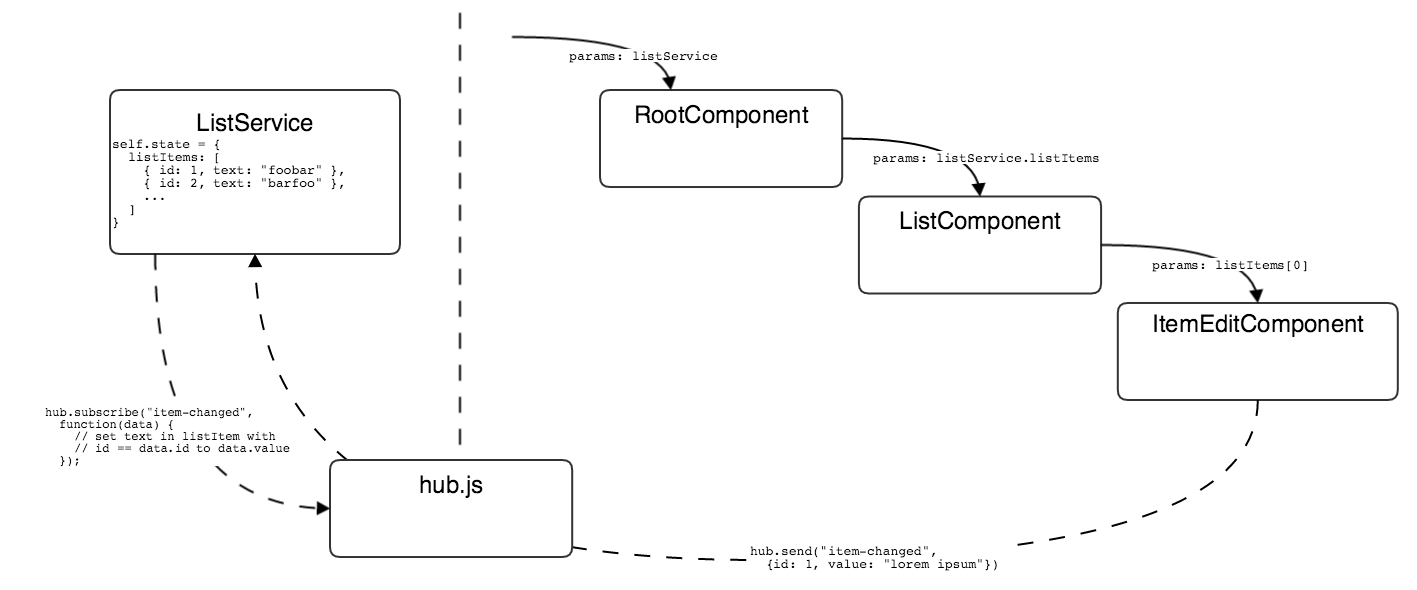 params: listService
RootComponent
ListService
self.state = {
  listItems: [
    { id: 1, text: "foobar" },
    { id: 2, text: "barfoo" },
    ...
  ]
}
params: listService.listItems
ListComponent
params: listItems[0]
ItemEditComponent
hub.subscribe("item-changed",
  function(data) {
    // set text in listItem with
    // id == data.id to data.value
  });
hub.js
hub.send("item-changed",
  {id: 1, value: "lorem ipsum"})